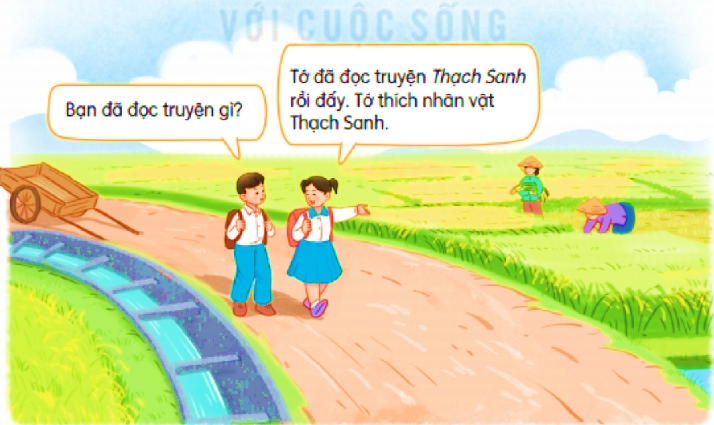 VỚI CUỘC SỐNG
Bạn đã đọc truyện gì?
Tớ đã đọc truyện Thạch Sanh
rồi đấy. Tớ thích nhân vật
Thạch Sanh.